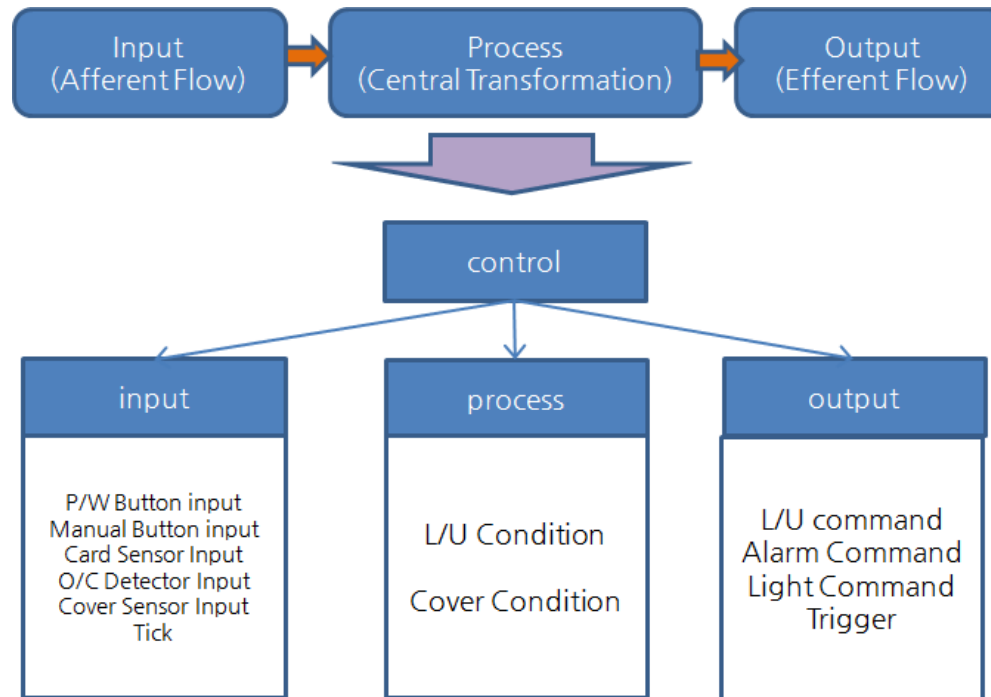 Input
(Afferent Flow)
Process
(Central Transformation)
Output
(Efferent Flow)
control
input
process
output
P/W Button input
Manual Button input
Card Sensor Input
O/C Detector Input
Cover Sensor Input
Tick
L/U Condition
Cover Condition
L/U command
Alarm Command
Light Command
Trigger